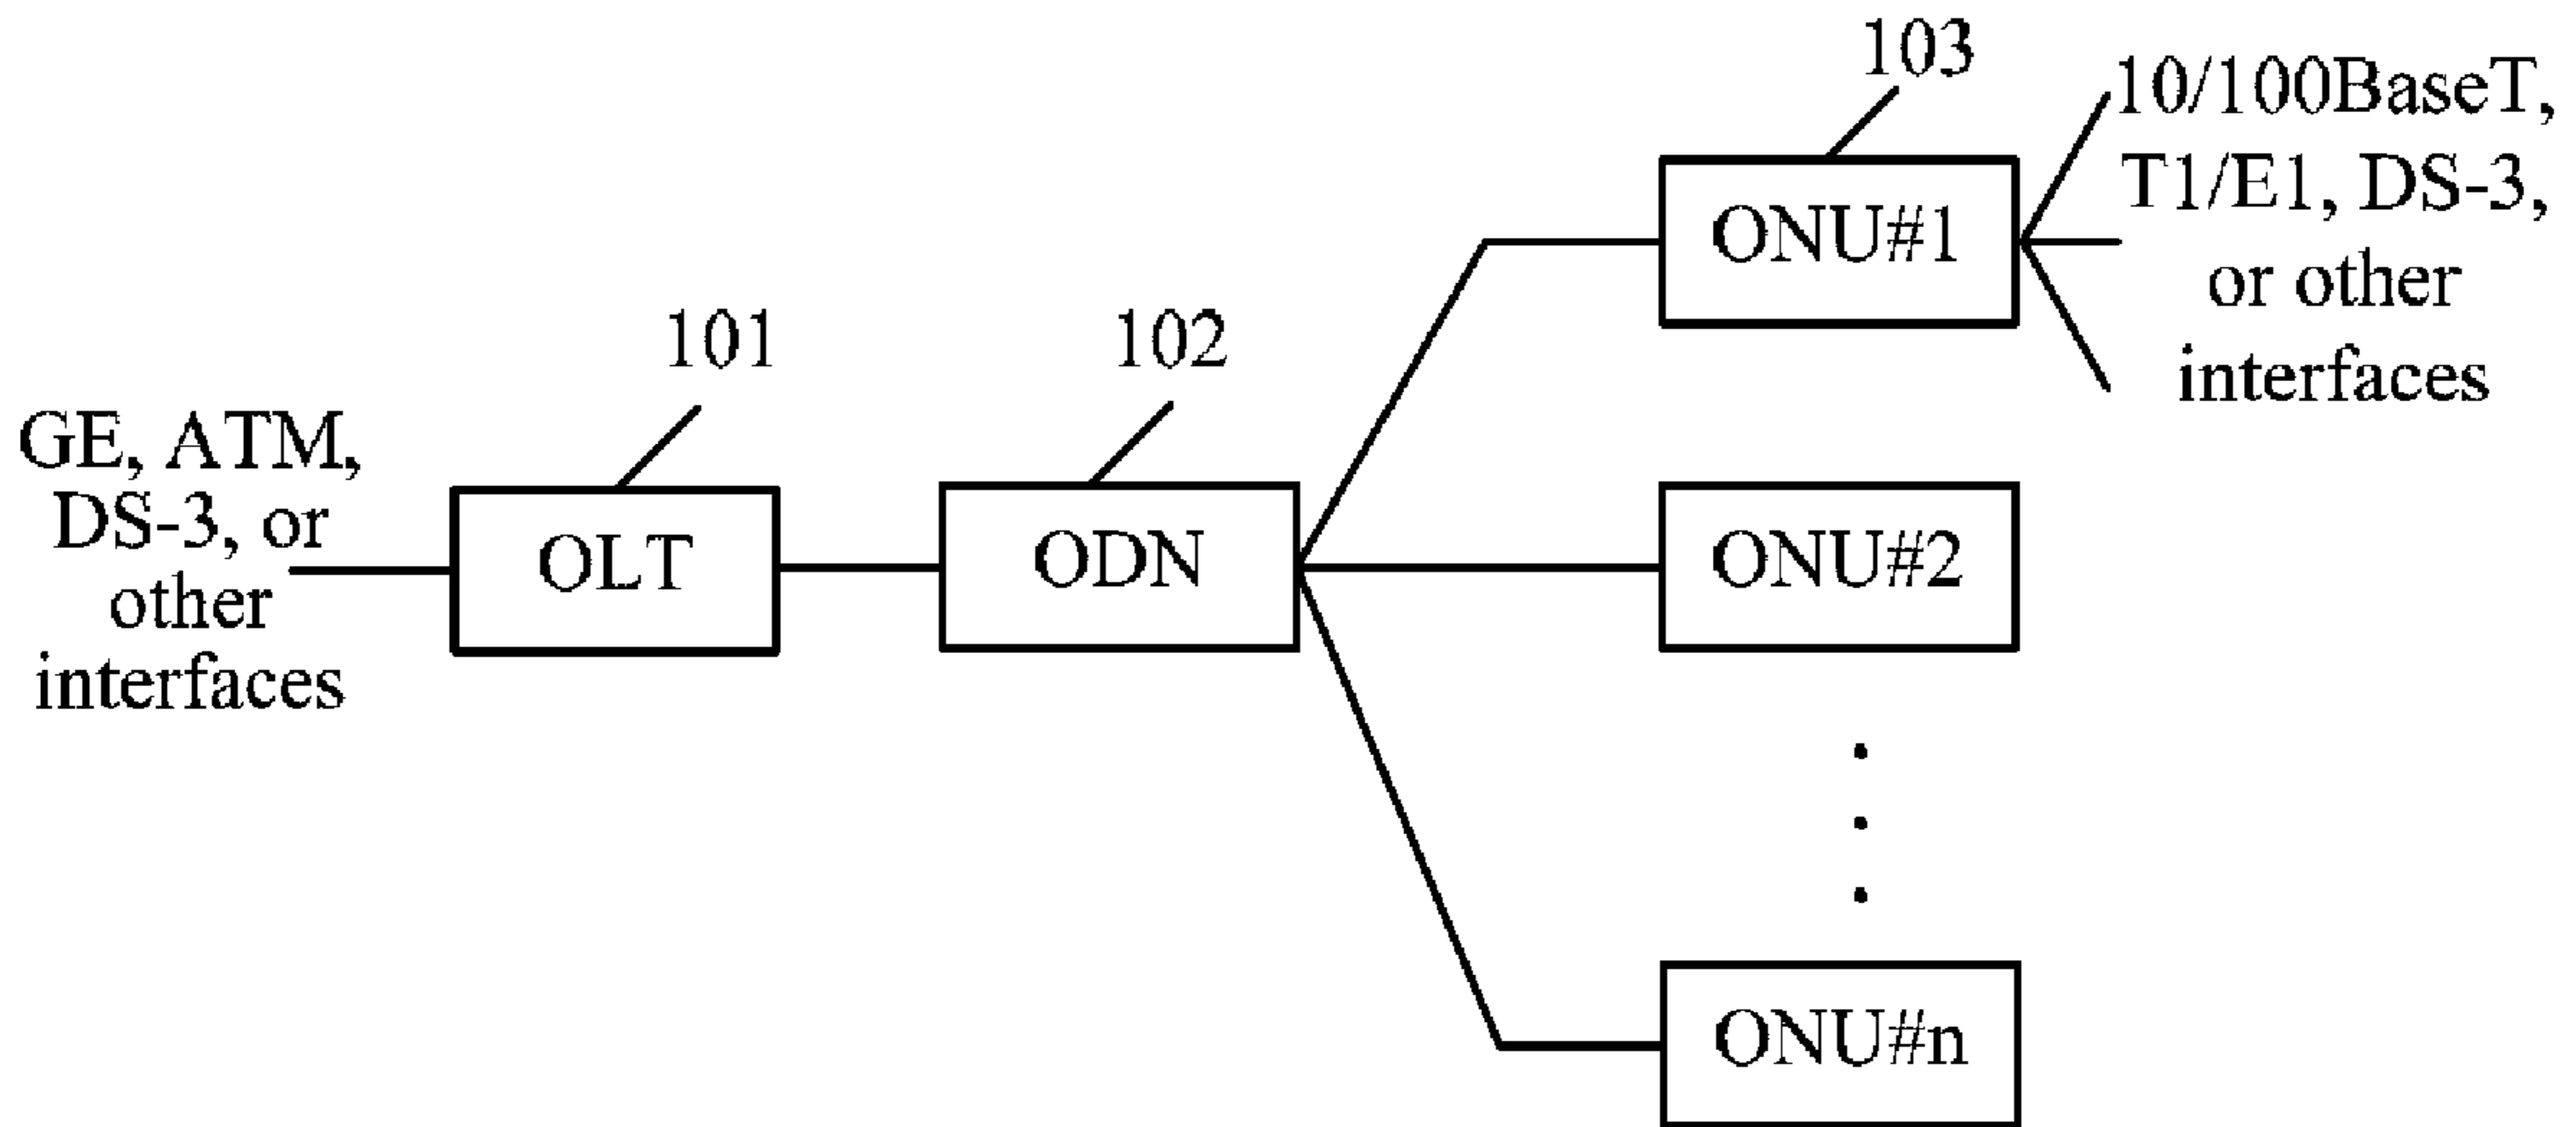 103
10/100BaseT,
T1/E1, DS-3,
or other
interfaces
ONU#1
101
102
GE, ATM,
DS-3, or
other
interfaces
OLT
ODN
ONU#2
ONU#n